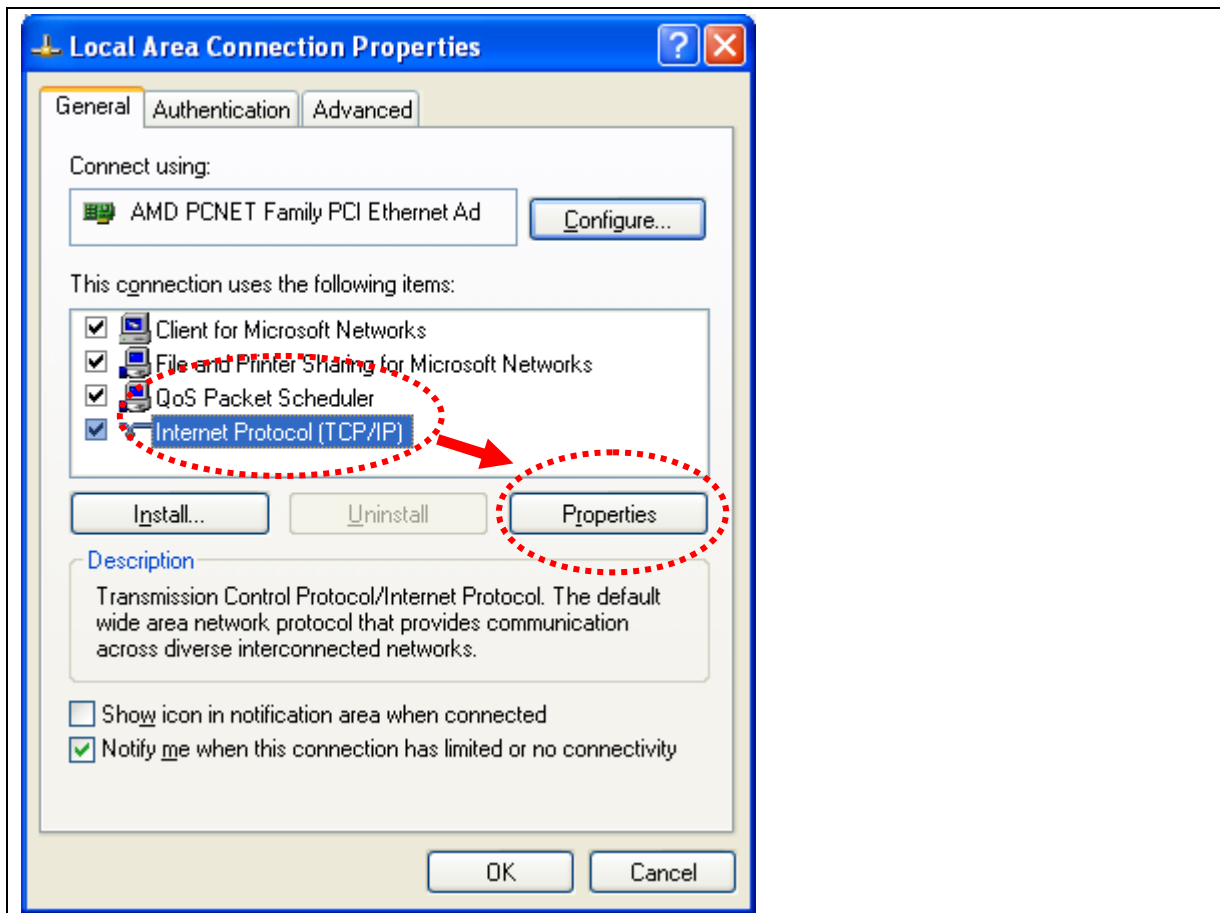 Local Area Connection Properties
General Authentication Advanced
Connect using:
AMD PCNET Family PCI Ethernet Ad
Configure...
This connection uses the following items:
Client for Microsoft Networks
File and Printer Sharing for Microsoft Networks
QoS Packet Scheduler
Internet Protocol (TCP/IP)
Install... Uninstall Properties
Description
Transmission Control Protocol/Internet Protocol. The default
wide area network protocol that provides communication
across diverse interconnected networks.
Show icon in notification area when connected
Notify me when this connection has limited or no connectivity
OK Cancel